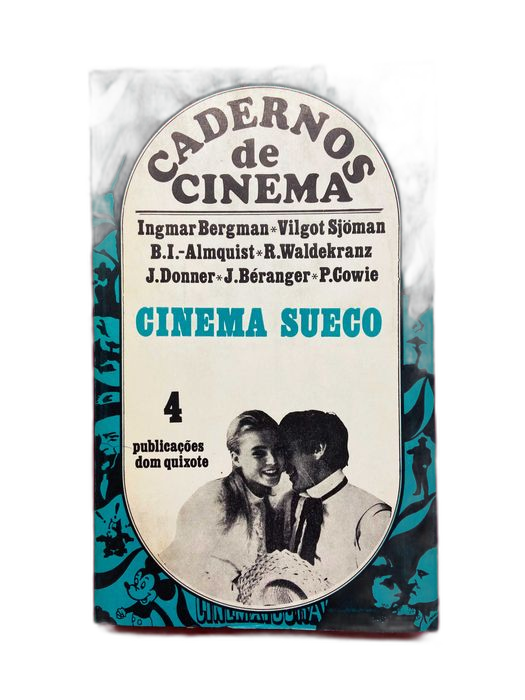 CADERNOS
de
CINEMA
Ingmar Bergman*Vilgot Sjöman
B.I.-Almquist*R.Waldekranz
J.Donner*J.Béranger*P.Cowie
CINEMA SUECO
4
publicações
dom quixote